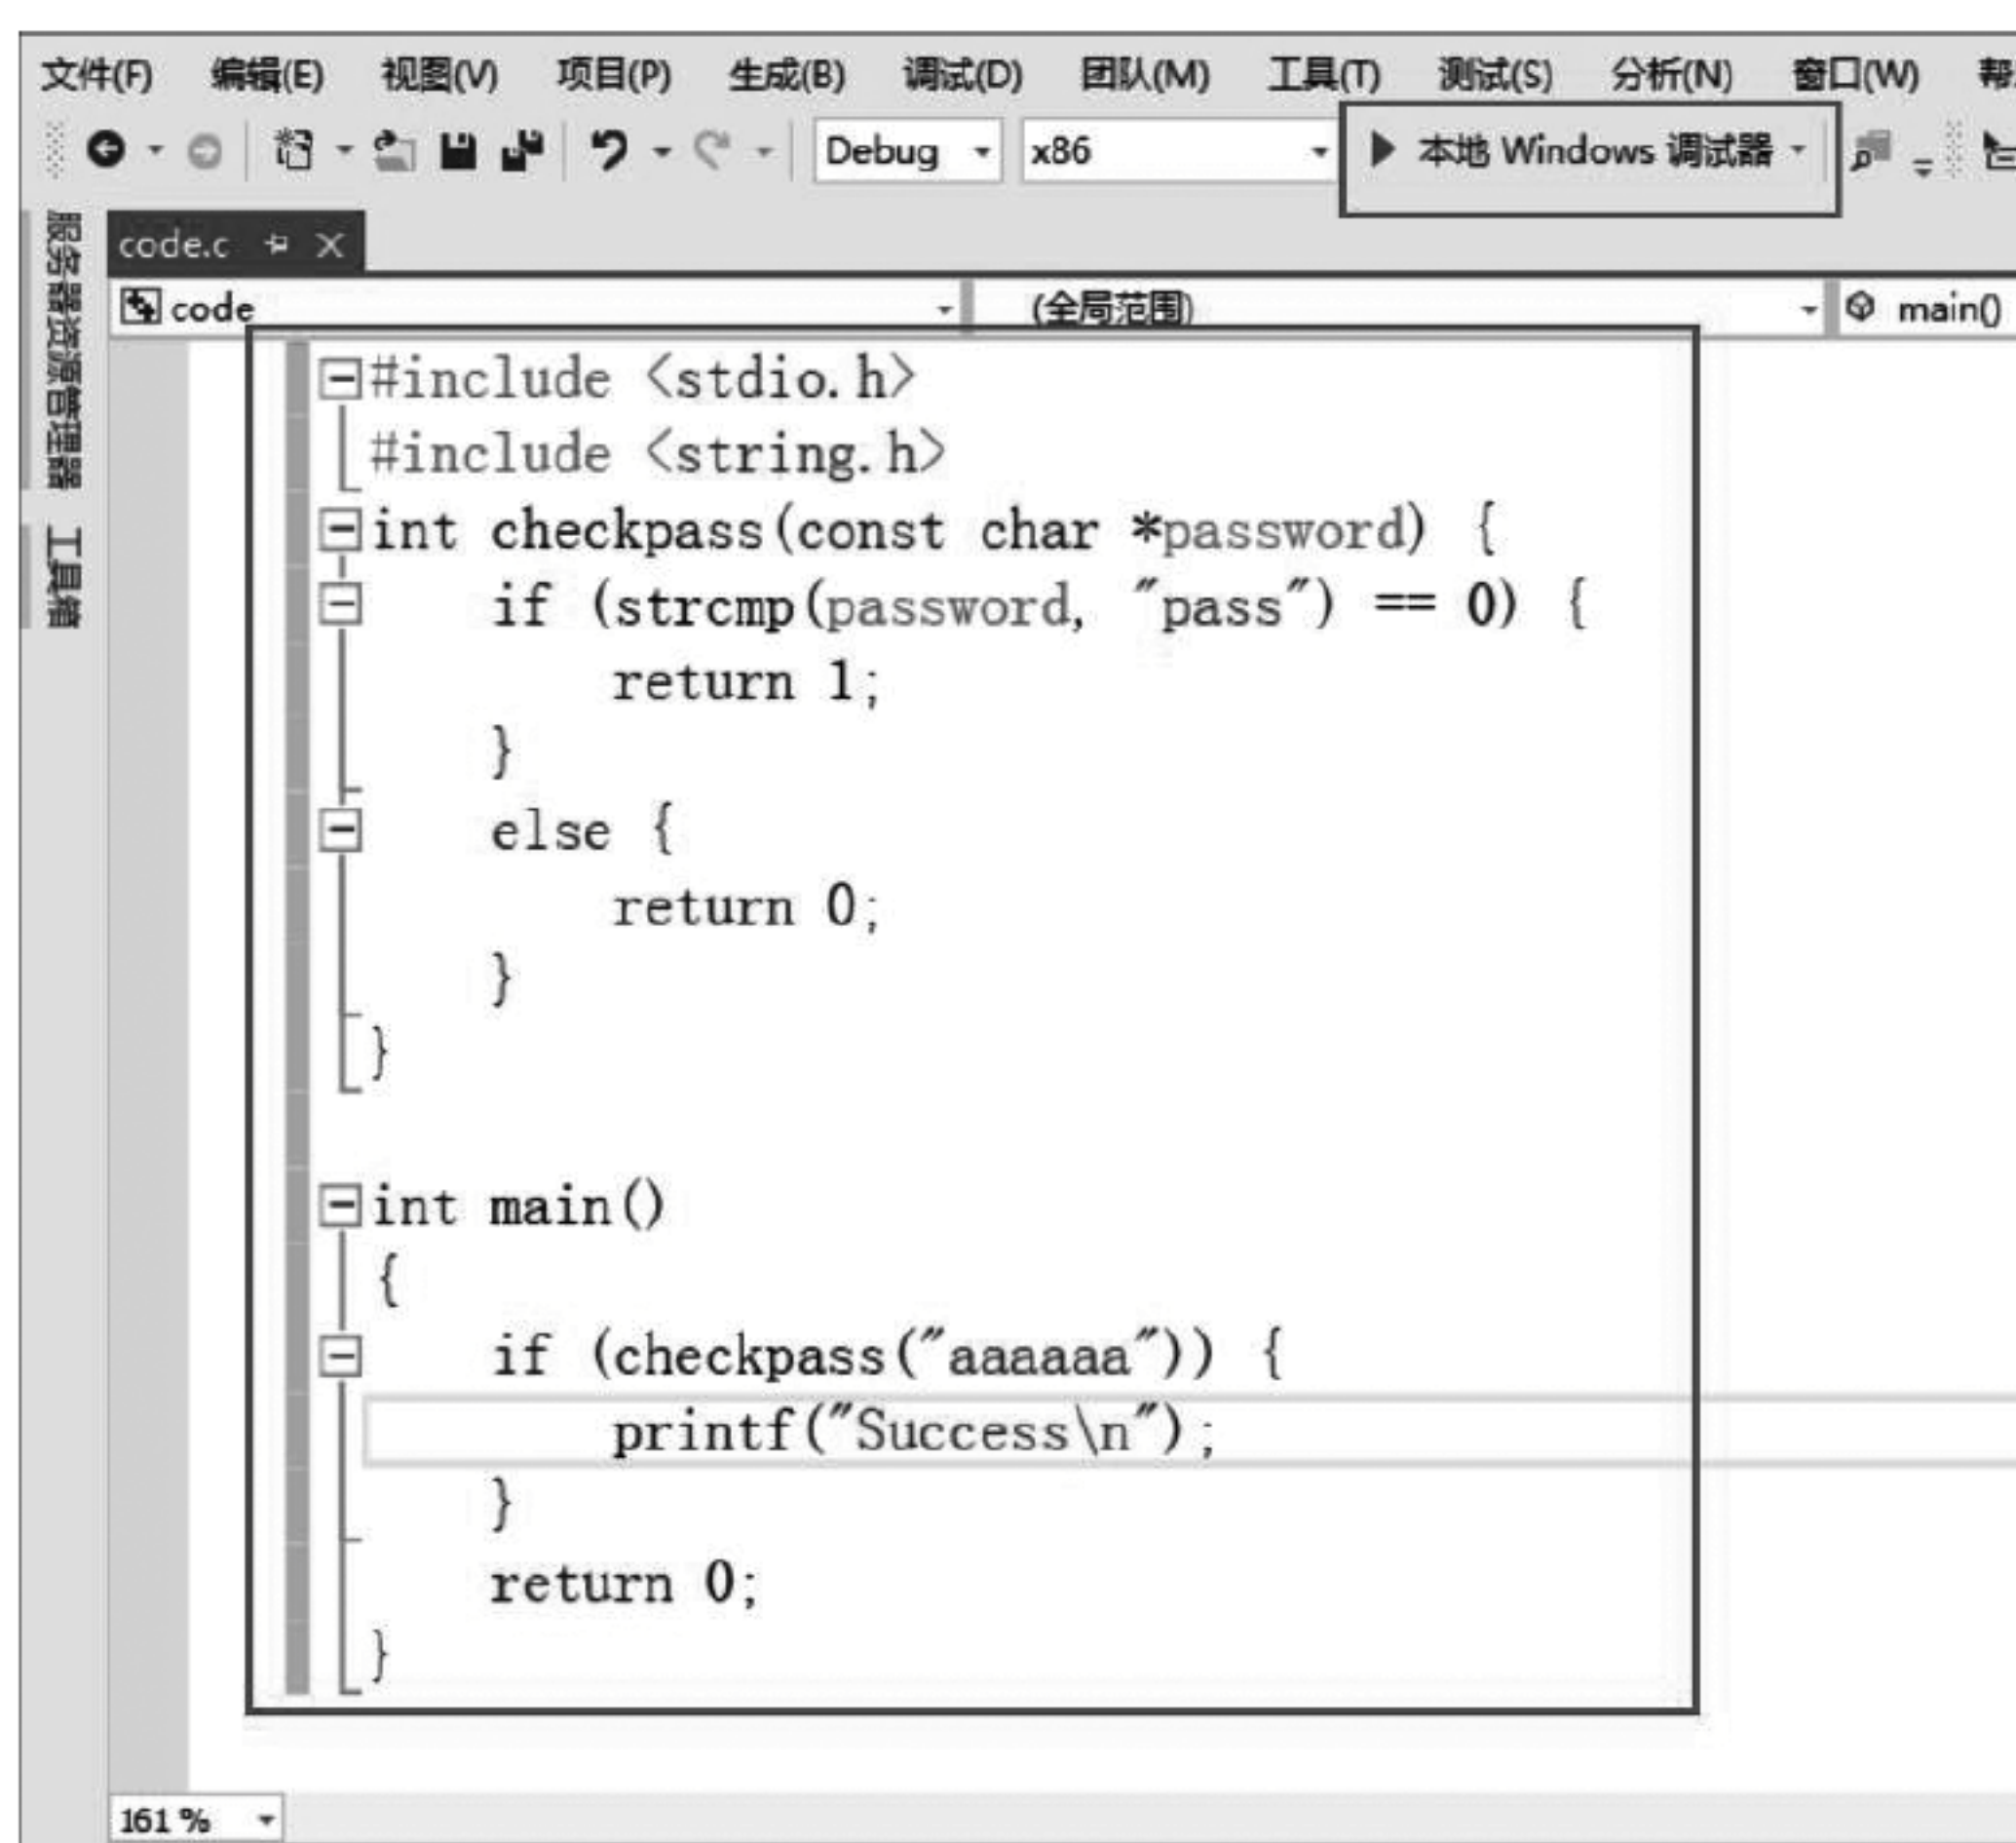 文件(F) 编辑(E) 视图(V) 项目(P) 生成(B) 调试(D) 团队(M) 工具(T) 测试(S) 分析(N) 窗口(W)
Debug x86 本地 Windows 调试器
服务器资源管理器 工具箱
code.c
code (全局范围) main()
#include <stdio.h>
#include <string.h>
int checkpass(const char *password) {
if (strcmp(password, "pass") == 0) {
return 1;
}
else {
return 0;
}
}
int main()
{
if (checkpass("aaaaaa")) {
printf("Success\n");
}
return 0;
}
161 %